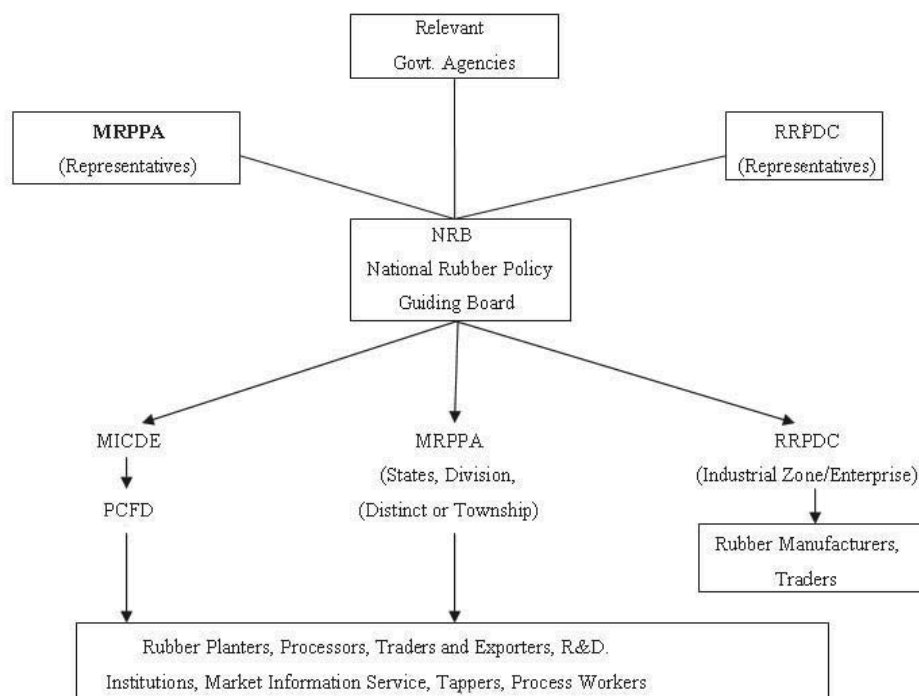 Relevant
Govt. Agencies
MRPPA
(Representatives)
RRPDC
(Representatives)
NRB
National Rubber Policy
Guiding Board
MICDE
MRPPA
RRPDC
(States, Division,
(Industrial Zone/Enterprise)
PCFD
(Distinct or Township)
Rubber Manufacturers,
Traders
Rubber Planters, Processors, Traders and Exporters, R&D.
Institutions, Market Information Service, Tappers, Process Workers